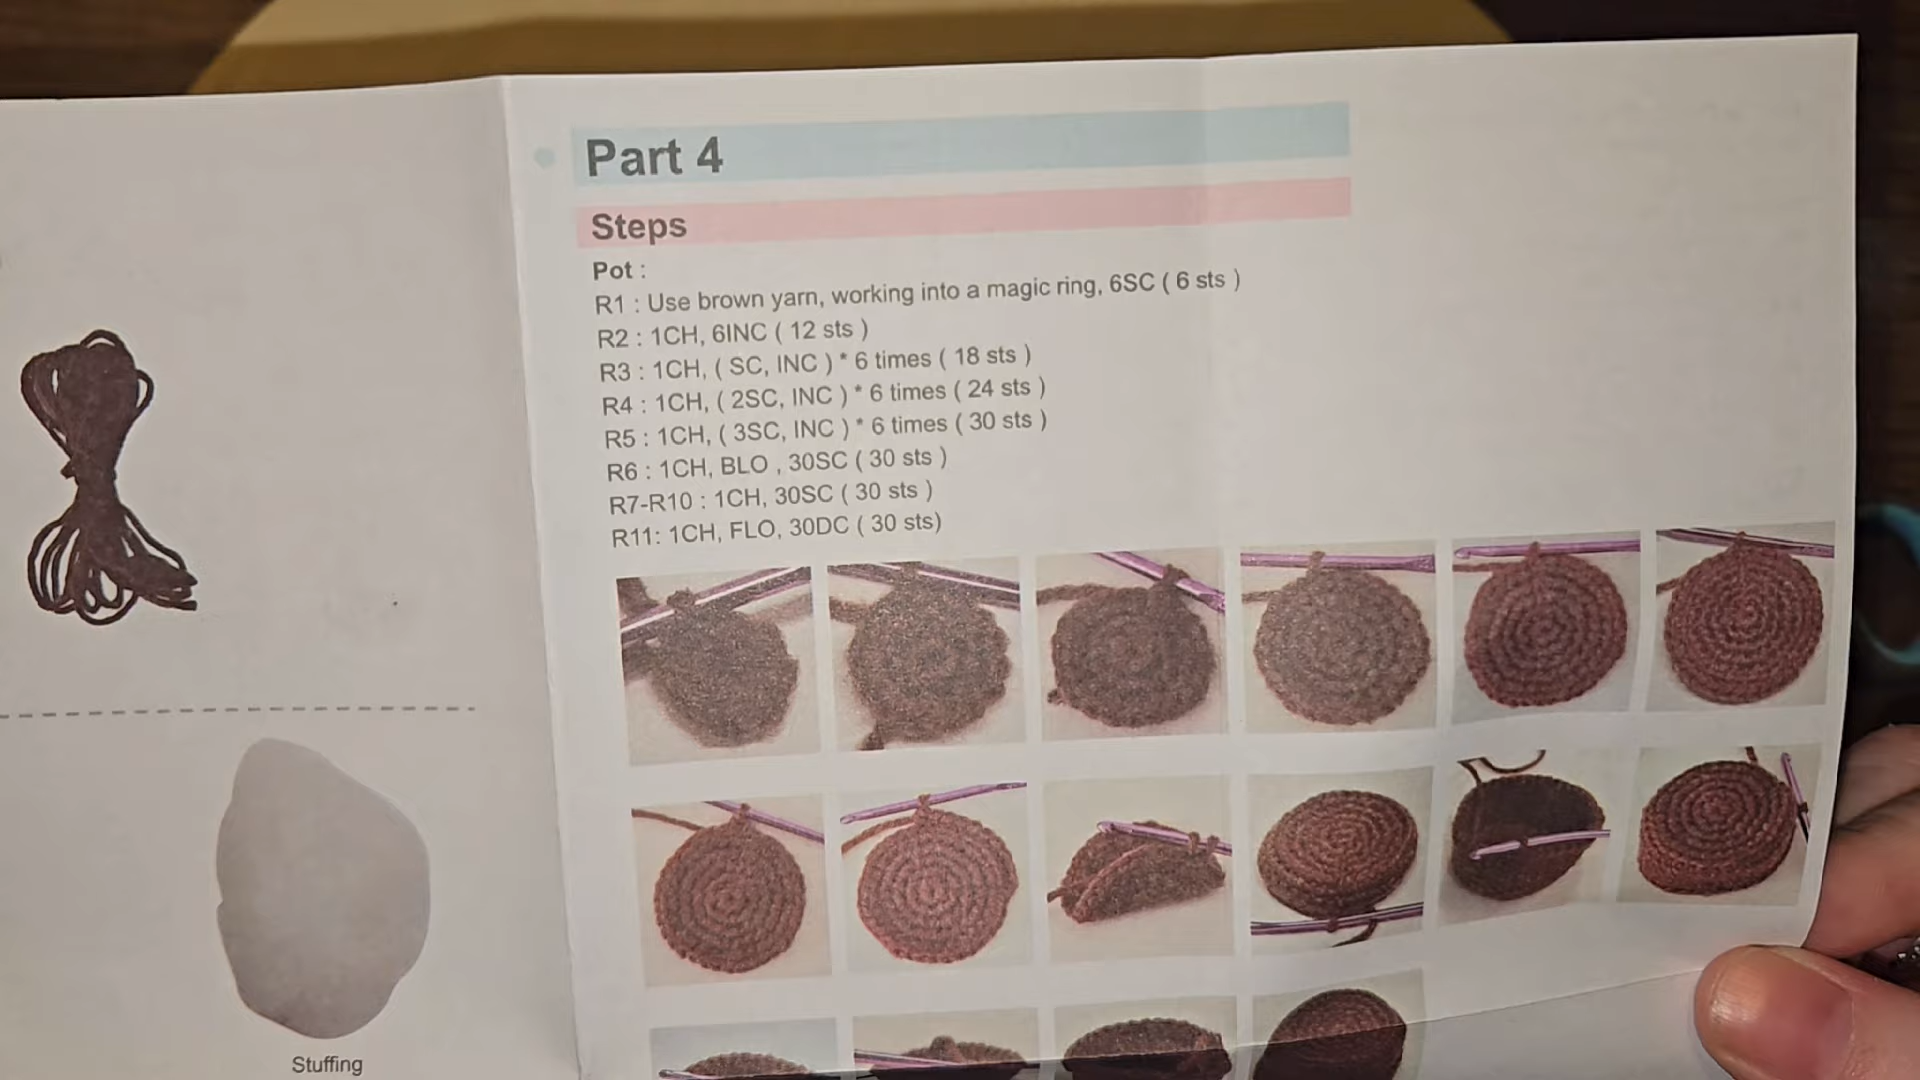 Part 4
Steps
Pot :
R1 : Use brown yarn, working into a magic ring, 6SC ( 6 sts )
R2 : 1CH, 6INC ( 12 sts )
R3 : 1CH, ( SC, INC ) * 6 times ( 18 sts )
R4 : 1CH, ( 2SC, INC ) * 6 times ( 24 sts )
R5 : 1CH, ( 3SC, INC ) * 6 times ( 30 sts )
R6 : 1CH, BLO , 30SC ( 30 sts )
R7-R10 : 1CH, 30SC ( 30 sts )
R11: 1CH, FLO, 30DC ( 30 sts)
Stuffing